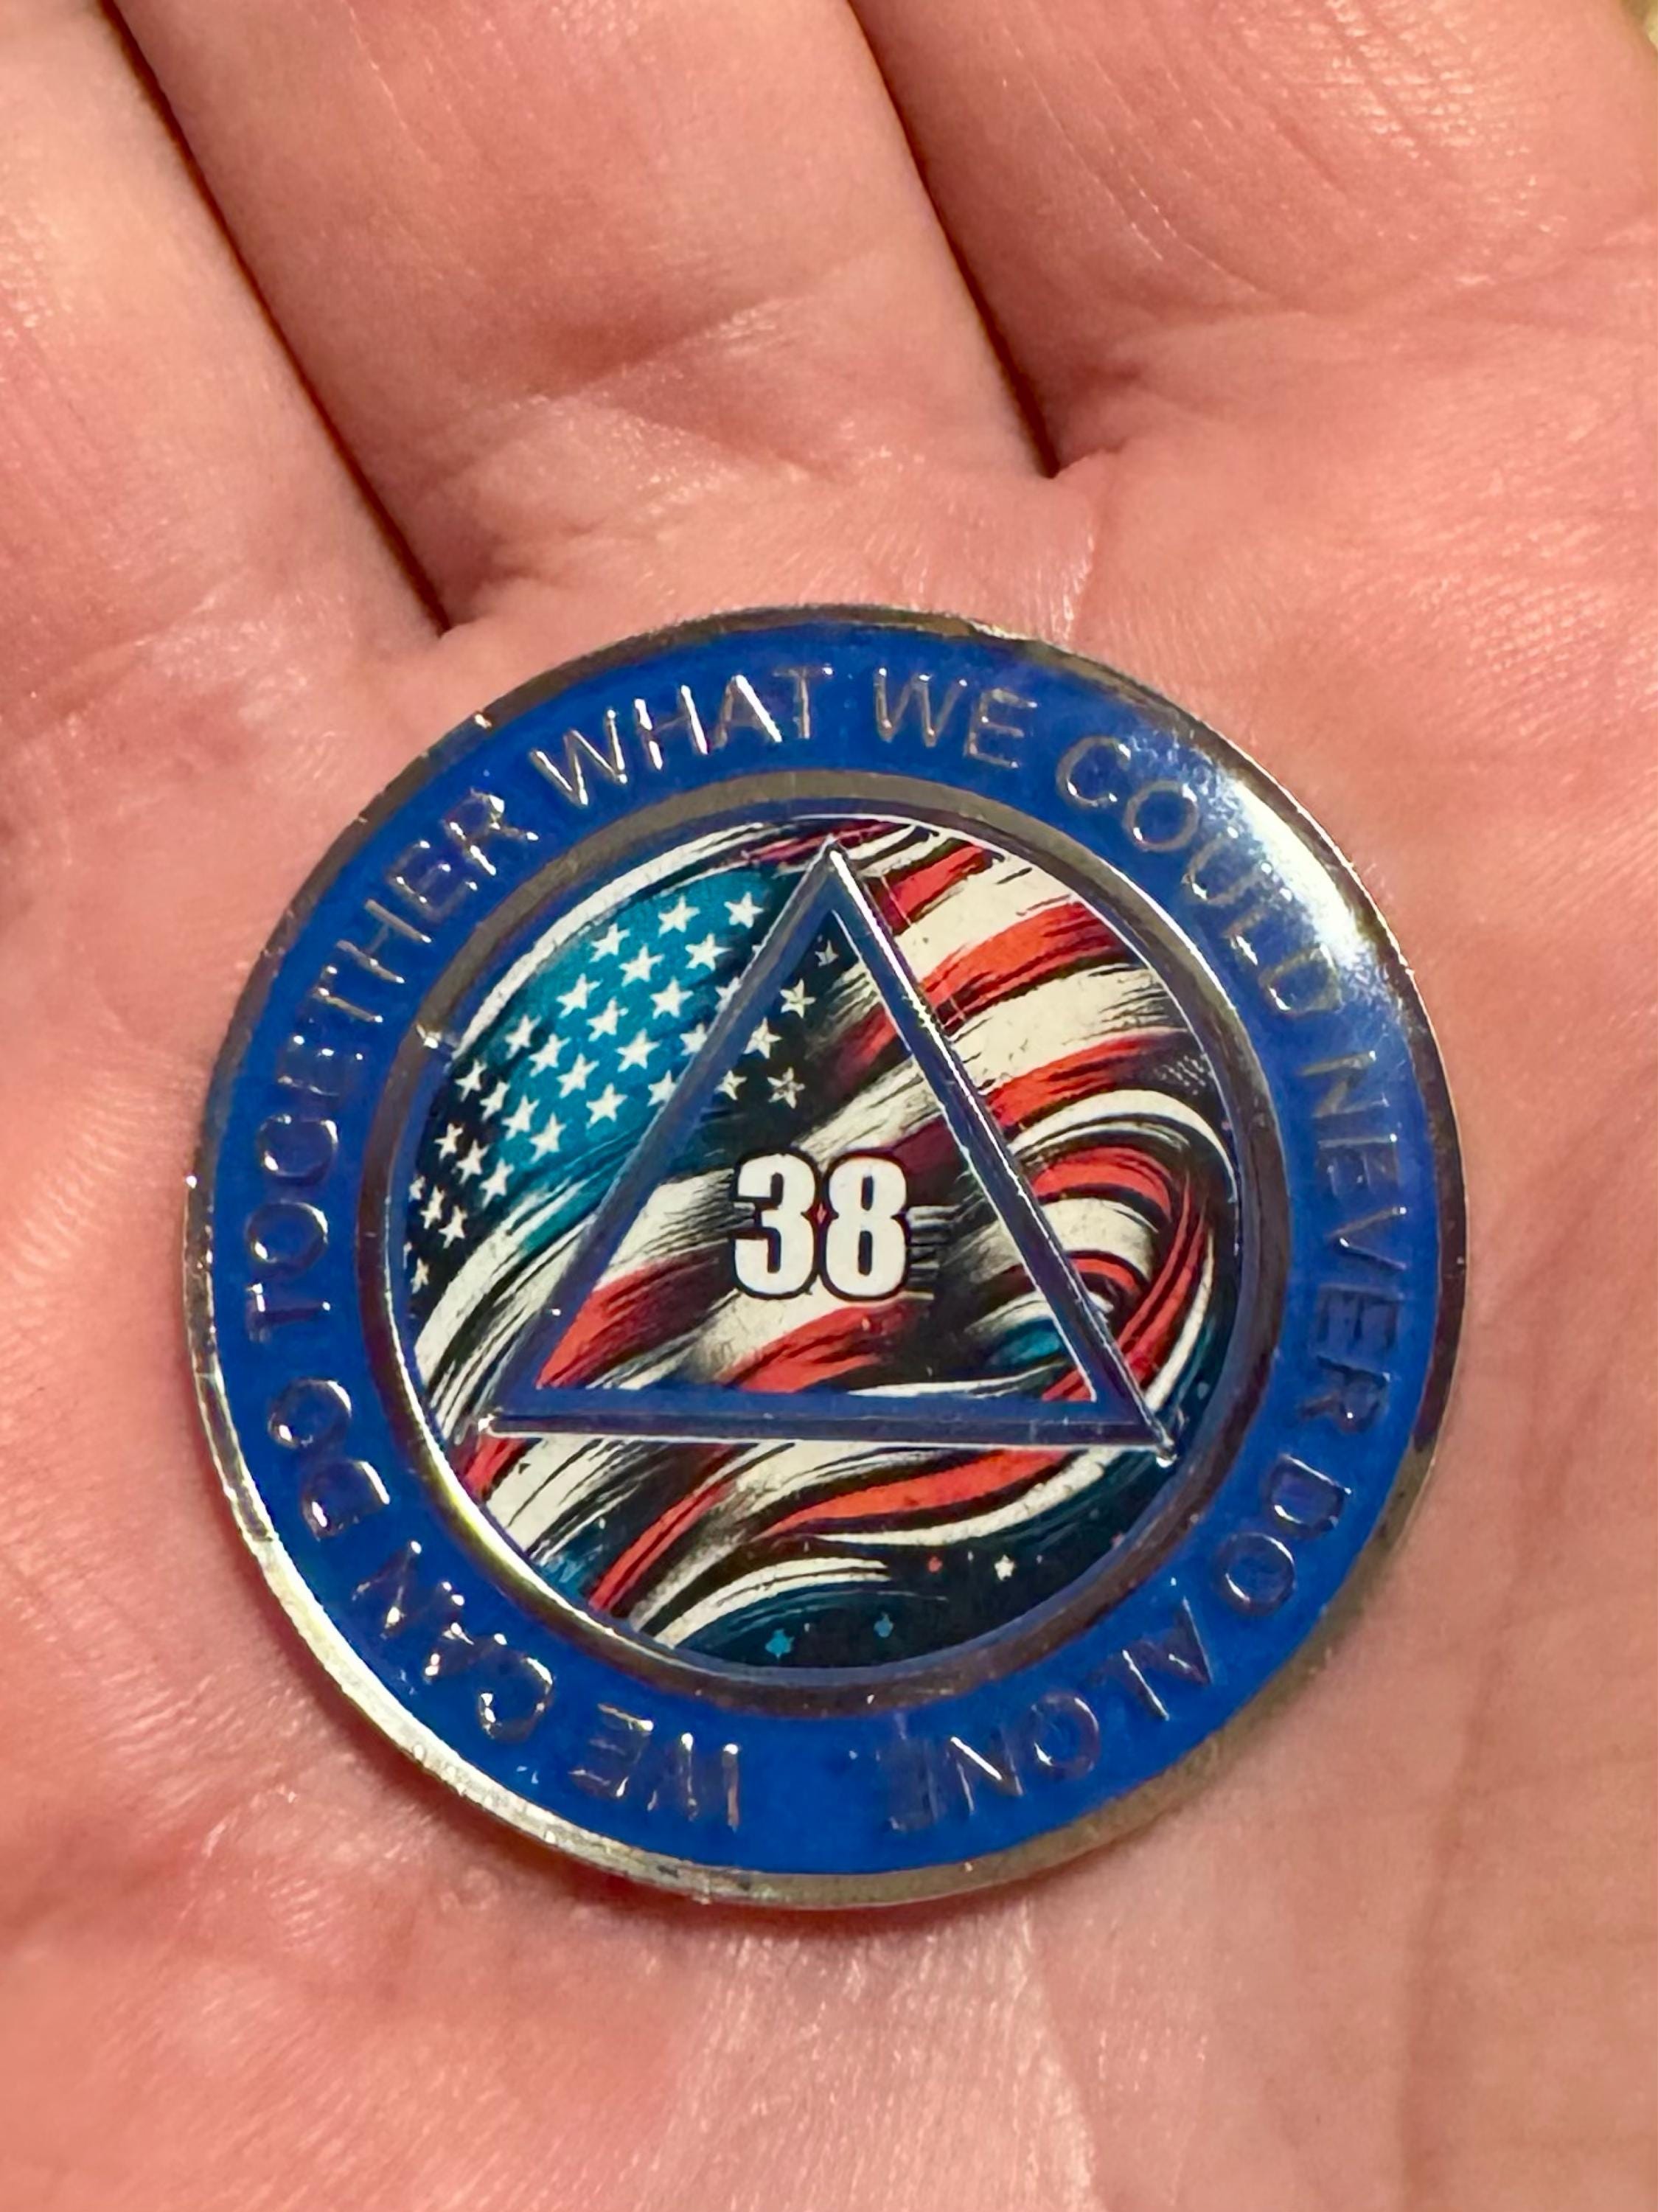 WE CAN DO TOGETHER WHAT WE COULD NEVER DO ALONE
38